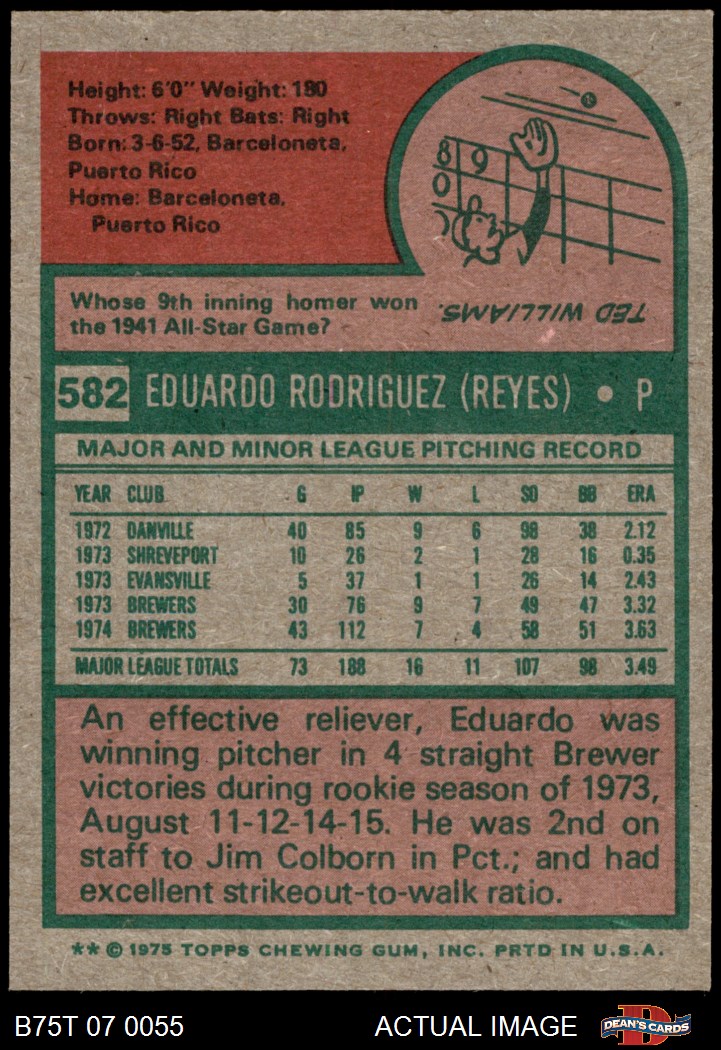 Height: 6'0" Weight: 180
Throws: Right Bats: Right
Born: 3-6-52, Barceloneta,
Puerto Rico
Home: Barceloneta,
Puerto Rico
8 9
0
Whose 9th inning homer won
the 1941 All-Star Game?
TED WILLIAMS.
582 EDUARDO RODRIGUEZ (REYES) • P
MAJOR AND MINOR LEAGUE PITCHING RECORD
YEAR CLUB G IP W L SO BB ERA
1972 DANVILLE 40 85 9 6 98 38 2.12
1973 SHREVEPORT 10 26 2 1 28 16 0.35
1973 EVANSVILLE 5 37 1 1 26 14 2.43
1973 BREWERS 30 76 9 7 49 47 3.32
1974 BREWERS 43 112 7 4 58 51 3.63
MAJOR LEAGUE TOTALS 73 188 16 11 107 98 3.49
An effective reliever, Eduardo was
winning pitcher in 4 straight Brewer
victories during rookie season of 1973,
August 11-12-14-15. He was 2nd on
staff to Jim Colborn in Pct.; and had
excellent strikeout-to-walk ratio.
** © 1975 TOPPS CHEWING GUM, INC. PRTD IN U.S.A.
B75T 07 0055 ACTUAL IMAGE
D
DEAN'S CARDS